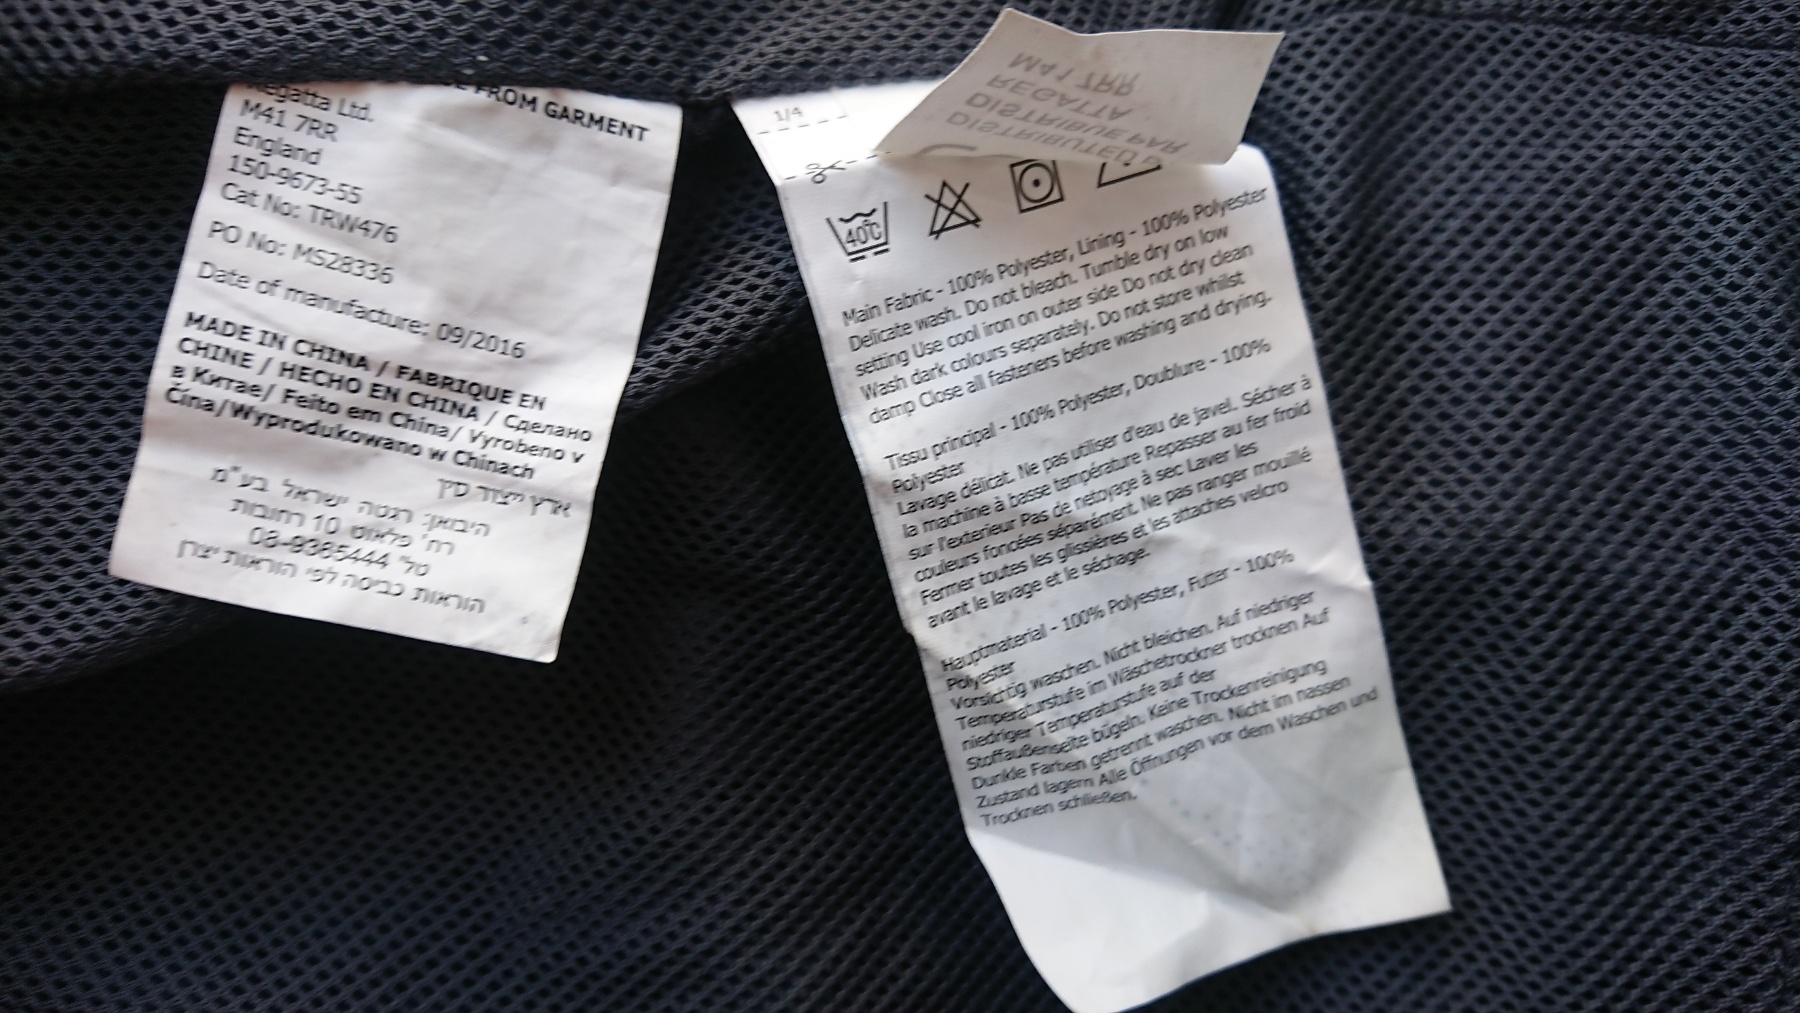 FROM GARMENT
Regatta Ltd.
M41 7RR
England
150-9673-55
Cat No: TRW476
PO No: MS28336
Date of manufacture: 09/2016
MADE IN CHINA / FABRIQUE EN
CHINE / HECHO EN CHINA / Сделано
в Китае/ Feito em China/ Vyrobeno v
Čína/Wyprodukowano w Chinach
ארץ ייצור סין
היבואן: רגטה ישראל בע"מ
רח' פלאוט 10 רחובות
טל' 08-9365444
הוראות כביסה לפי הוראות יצרן
DISTRIBUTED
DISTRIBUE PAR
REGATTA
M41 7RR
1/4
40°C
Main Fabric - 100% Polyester, Lining - 100% Polyester
Delicate wash. Do not bleach. Tumble dry on low
setting Use cool iron on outer side Do not dry clean
Wash dark colours separately. Do not store whilst
damp Close all fasteners before washing and drying.
Tissu principal - 100% Polyester, Doublure - 100%
Polyester
Lavage délicat. Ne pas utiliser d'eau de javel. Sécher à
la machine à basse température Repasser au fer froid
sur l'exterieur Pas de netoyage à sec Laver les
couleurs foncées séparément. Ne pas ranger mouillé
Fermer toutes les glissières et les attaches velcro
avant le lavage et le séchage.
Hauptmaterial - 100% Polyester, Futter - 100%
Polyester
Vorsichtig waschen. Nicht bleichen. Auf niedriger
Temperaturstufe im Wäschetrockner trocknen Auf
niedriger Temperaturstufe auf der
Stoffaußenseite bügeln. Keine Trockenreinigung
Dunkle Farben getrennt waschen. Nicht im nassen
Zustand lagern Alle Öffnungen vor dem Waschen und
Trocknen schließen.